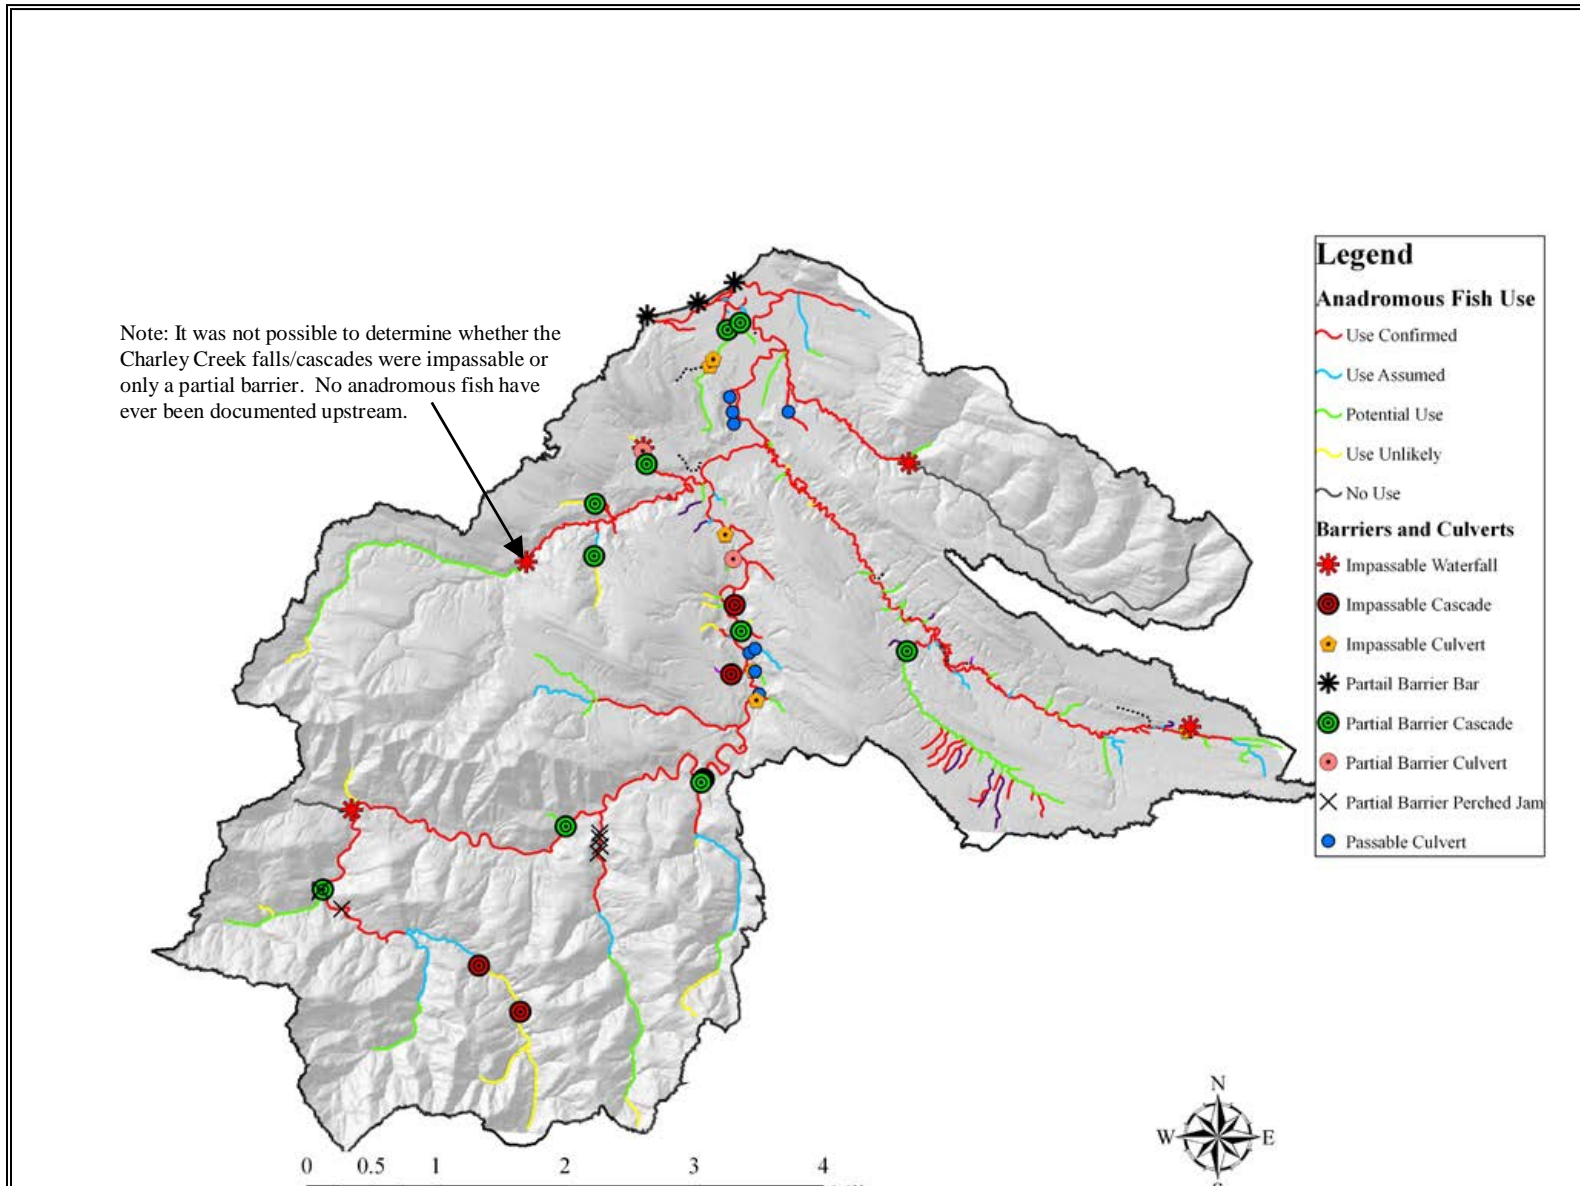 Note: It was not possible to determine whether the
Charley Creek falls/cascades were impassable or
only a partial barrier. No anadromous fish have
ever been documented upstream.
Legend
Anadromous Fish Use
Use Confirmed
Use Assumed
Potential Use
Use Unlikely
No Use
Barriers and Culverts
Impassable Waterfall
Impassable Cascade
Impassable Culvert
Partail Barrier Bar
Partial Barrier Cascade
Partial Barrier Culvert
Partial Barrier Perched Jam
Passable Culvert
N
W E
0 0.5 1 2 3 4